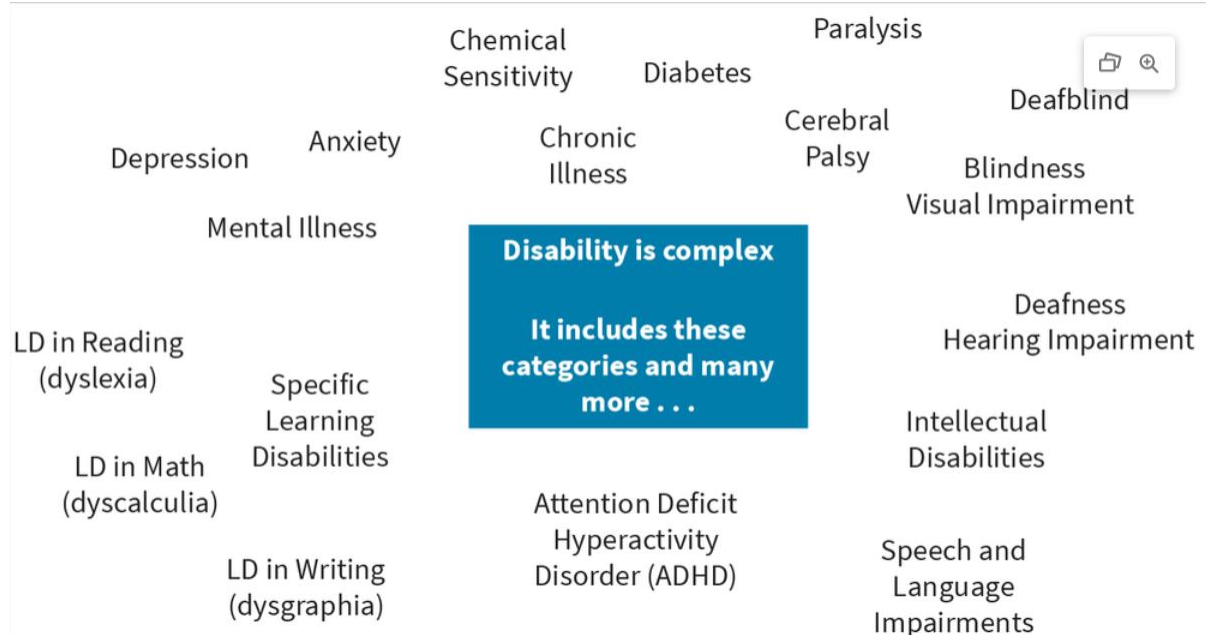 Paralysis
Chemical
Sensitivity
Diabetes
Deafblind
Cerebral
Palsy
Anxiety
Chronic
Illness
Depression
Blindness
Visual Impairment
Mental Illness
Disability is complex
It includes these
categories and many
more . . .
Deafness
Hearing Impairment
LD in Reading
(dyslexia)
Specific
Learning
Disabilities
Intellectual
Disabilities
LD in Math
(dyscalculia)
Attention Deficit
Hyperactivity
Disorder (ADHD)
Speech and
Language
Impairments
LD in Writing
(dysgraphia)